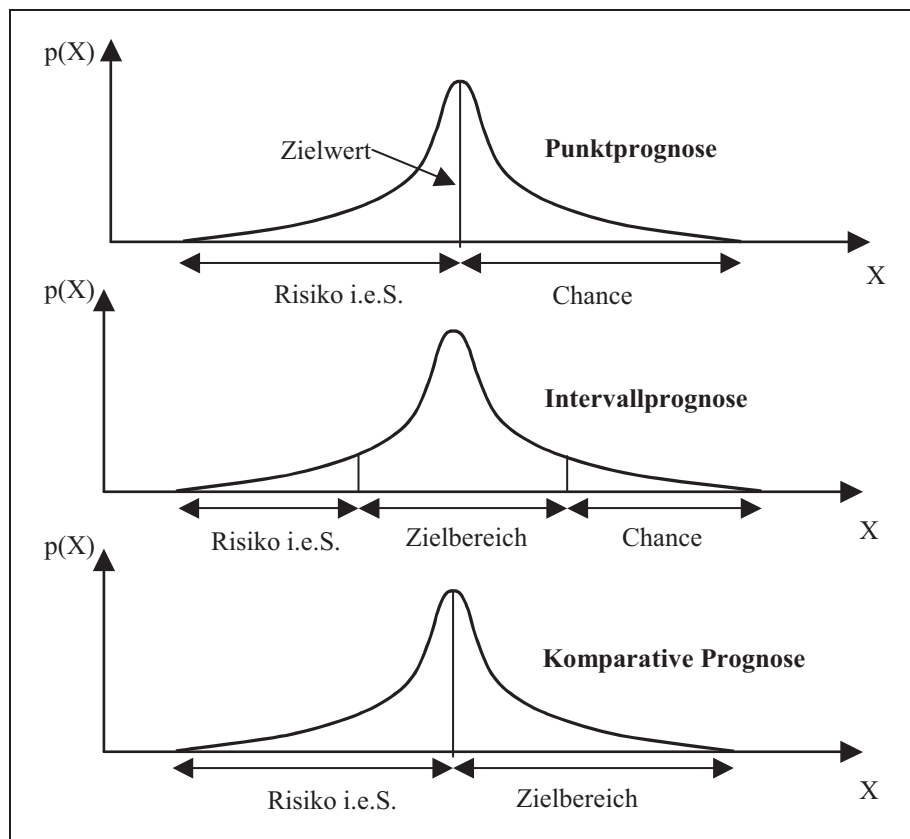 p(X)
Zielwert
Punktprognose
Risiko i.e.S.
Chance
X
p(X)
Intervallprognose
Risiko i.e.S.
Zielbereich
Chance
X
p(X)
Komparative Prognose
Risiko i.e.S.
Zielbereich
X